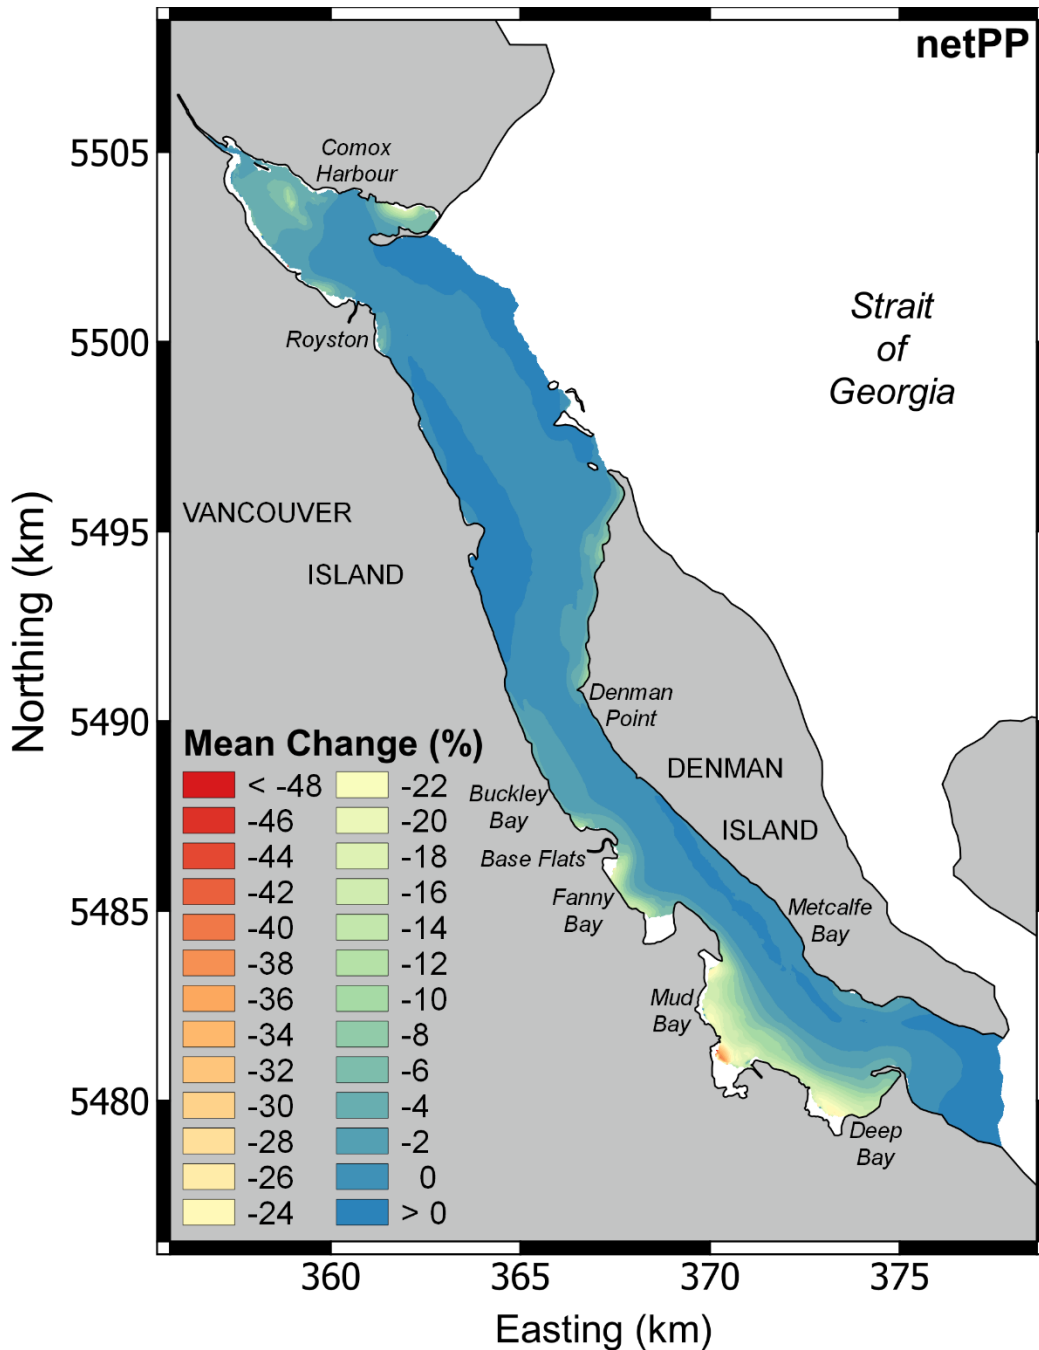 netPP
5505
Comox
Harbour
Strait
of
Georgia
5500
Royston
VANCOUVER
5495
ISLAND
Northing (km)
Denman
Point
5490
Mean Change (%)
DENMAN
ISLAND
Buckley
Bay
Base Flats
Fanny
Bay
5485
Metcalfe
Bay
Mud
Bay
5480
Deep
Bay
< -48
-46
-44
-42
-40
-38
-36
-34
-32
-30
-28
-26
-24
-22
-20
-18
-16
-14
-12
-10
-8
-6
-4
-2
0
> 0
360 365 370 375
Easting (km)